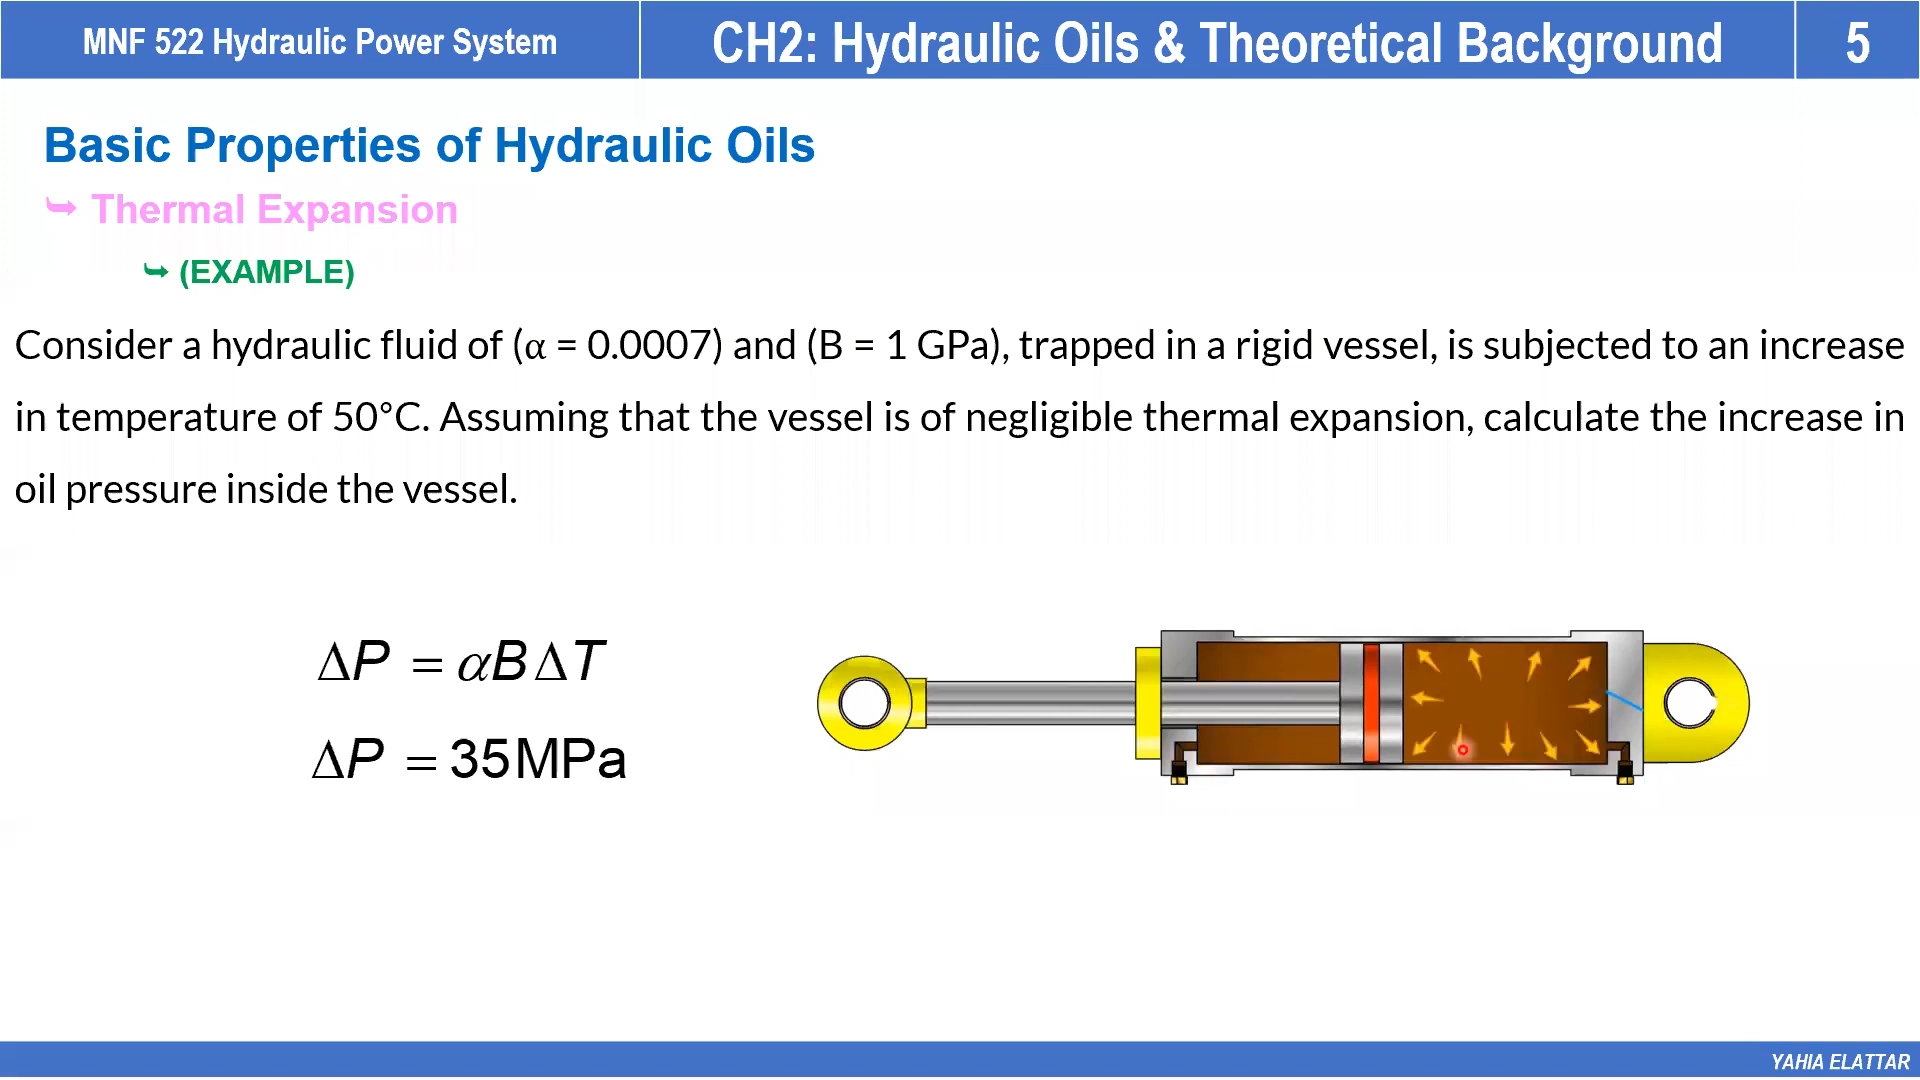 MNF 522 Hydraulic Power System
CH2: Hydraulic Oils & Theoretical Background
5
Basic Properties of Hydraulic Oils
⮩ Thermal Expansion
⮩ (EXAMPLE)
Consider a hydraulic fluid of (α = 0.0007) and (B = 1 GPa), trapped in a rigid vessel, is subjected to an increase
in temperature of 50°C. Assuming that the vessel is of negligible thermal expansion, calculate the increase in
oil pressure inside the vessel.
ΔP = αBΔT
ΔP = 35MPa
YAHIA ELATTAR